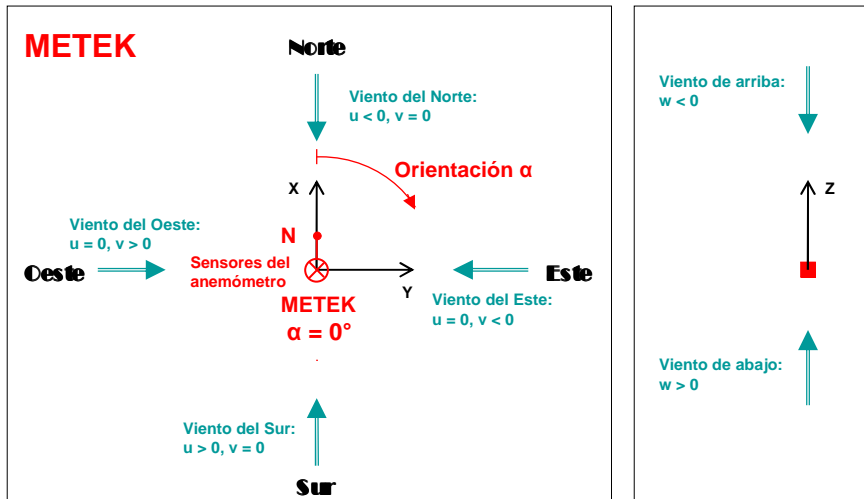 METEK
Norte
Viento del Norte:
u < 0, v = 0
Orientación α
X
Viento del Oeste:
u = 0, v > 0
N
Oeste
Sensores del
anemómetro
Y
Este
METEK
α = 0°
Viento del Este:
u = 0, v < 0
Viento del Sur:
u > 0, v = 0
Sur
Viento de arriba:
w < 0
Z
Viento de abajo:
w > 0